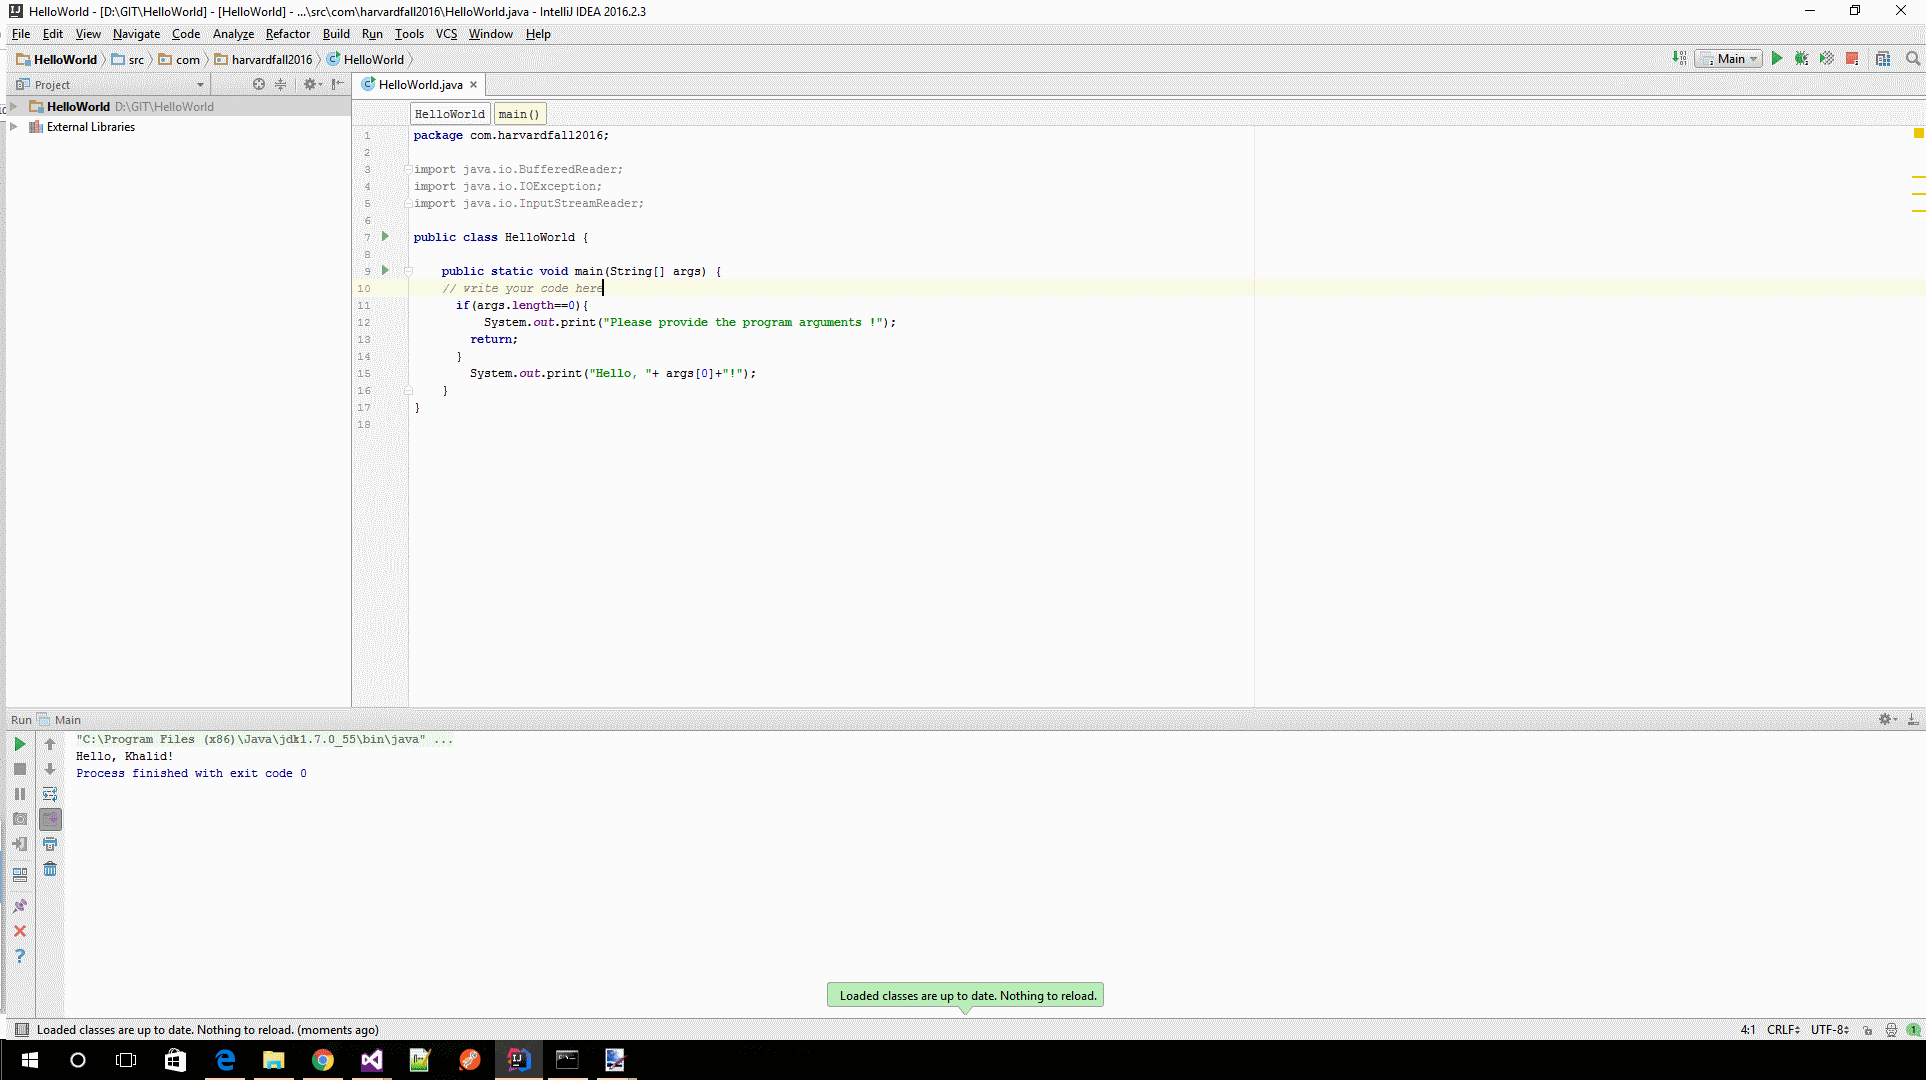 HelloWorld - [D:\GIT\HelloWorld] - [HelloWorld] - ...\src\com\harvardfall2016\HelloWorld.java - IntelliJ IDEA 2016.2.3
File Edit View Navigate Code Analyze Refactor Build Run Tools VCS Window Help
HelloWorld src com harvardfall2016 HelloWorld Main
Project HelloWorld.java
HelloWorld D:\GIT\HelloWorld
External Libraries
HelloWorld main()
1 package com.harvardfall2016;
2
3 import java.io.BufferedReader;
4 import java.io.IOException;
5 import java.io.InputStreamReader;
6
7 public class HelloWorld {
8
9 public static void main(String[] args) {
10 // write your code here
11 if(args.length==0){
12 System.out.print("Please provide the program arguments !");
13 return;
14 }
15 System.out.print("Hello, "+ args[0]+"!");
16 }
17 }
18
Run Main
"C:\Program Files (x86)\Java\jdk1.7.0_55\bin\java" ...
Hello, Khalid!
Process finished with exit code 0
Loaded classes are up to date. Nothing to reload.
Loaded classes are up to date. Nothing to reload. (moments ago) 4:1 CRLF UTF-8 1